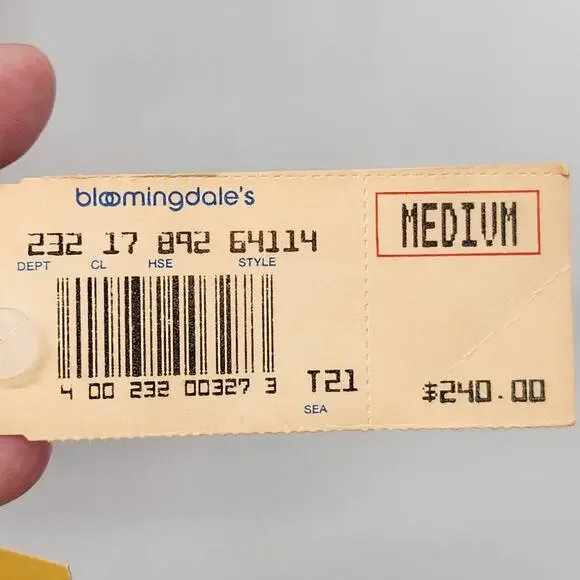 bloomingdale's
232 17 892 64114
DEPT CL HSE STYLE
4 00 232 00327 3
T21
SEA
MEDIUM
$240.00